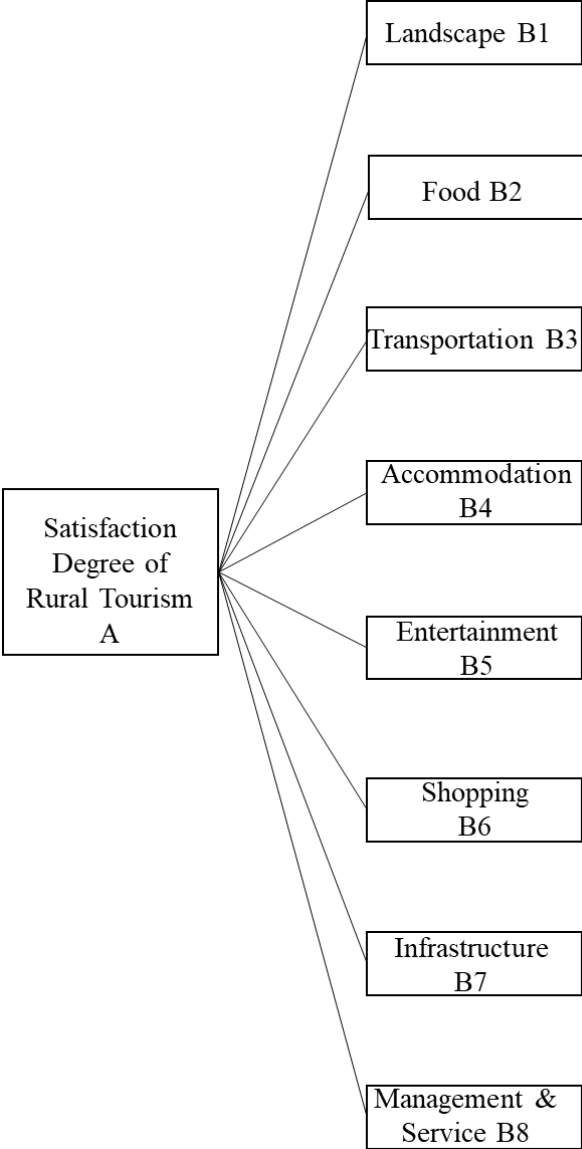 Landscape B1
Food B2
Transportation B3
Accommodation
B4
Satisfaction
Degree of
Rural Tourism
A
Entertainment
B5
Shopping
B6
Infrastructure
B7
Management &
Service B8